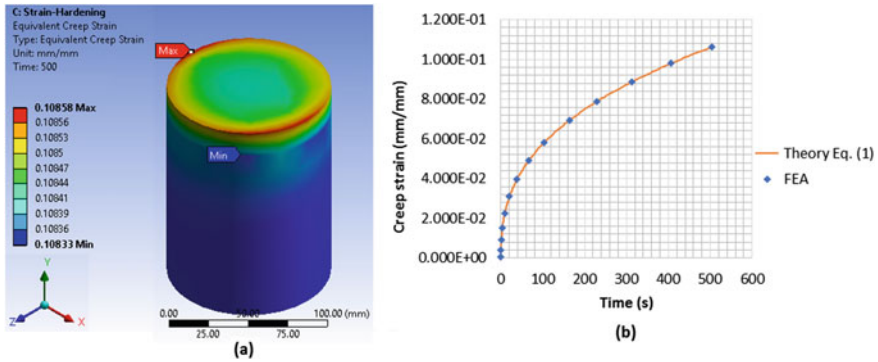 C: Strain-Hardening
Equivalent Creep Strain
Type: Equivalent Creep Strain
Unit: mm/mm
Time: 500
0.10858 Max
0.10856
0.10853
0.1085
0.10847
0.10844
0.10841
0.10839
0.10836
0.10833 Min
Max
Min
Y
Z
X
0.00
50.00
100.00 (mm)
25.00
75.00
(a)
1.200E-01
1.000E-01
8.000E-02
6.000E-02
4.000E-02
2.000E-02
0.000E+00
Creep strain (mm/mm)
0 100 200 300 400 500 600
Time (s)
Theory Eq. (1)
FEA
(b)